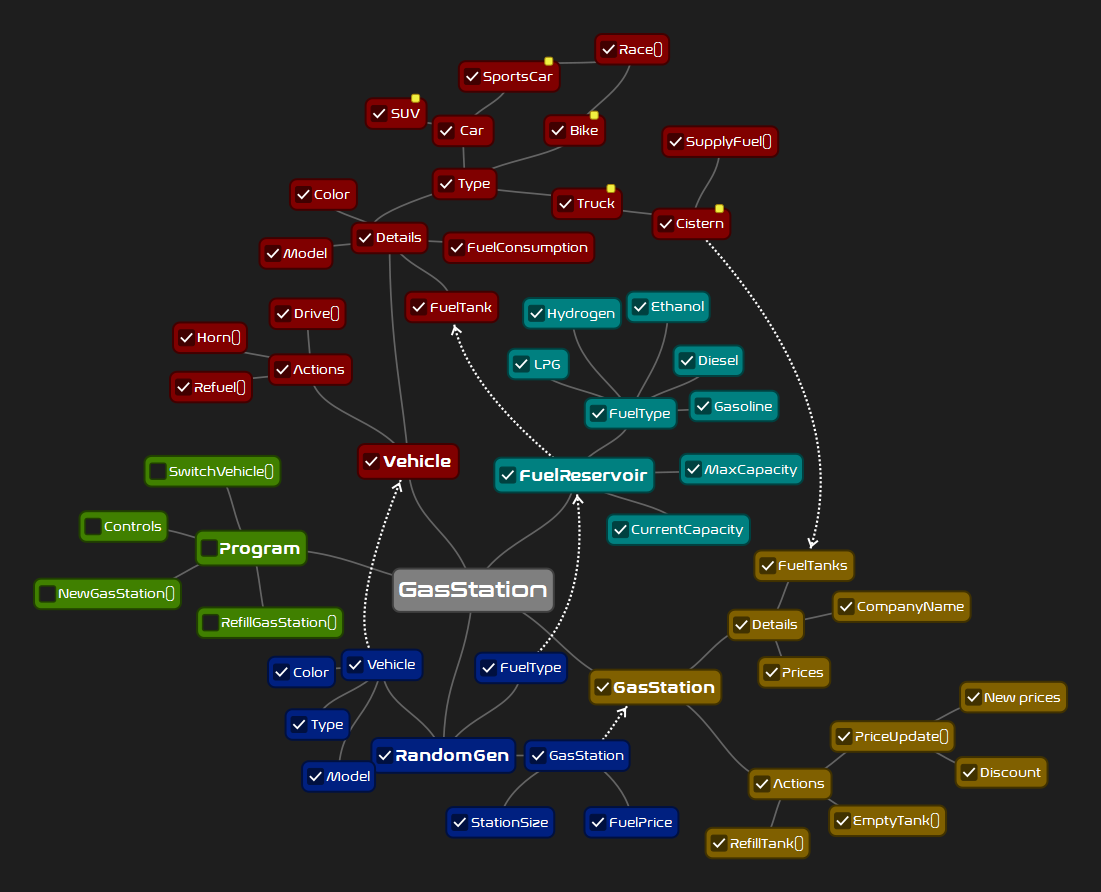 Race()
SportsCar
SUV
Car
Bike
SupplyFuel()
Type
Color
Truck
Cistern
Details
Model
FuelConsumption
FuelTank
Drive()
Hydrogen
Ethanol
Horn()
LPG
Diesel
Actions
Refuel()
Gasoline
FuelType
Vehicle
FuelReservoir
MaxCapacity
SwitchVehicle()
Controls
CurrentCapacity
Program
FuelTanks
NewGasStation()
GasStation
CompanyName
RefillGasStation()
Details
Vehicle
FuelType
Color
Prices
GasStation
New prices
Type
PriceUpdate()
RandomGen
GasStation
Model
Discount
Actions
StationSize
FuelPrice
EmptyTank()
RefillTank()